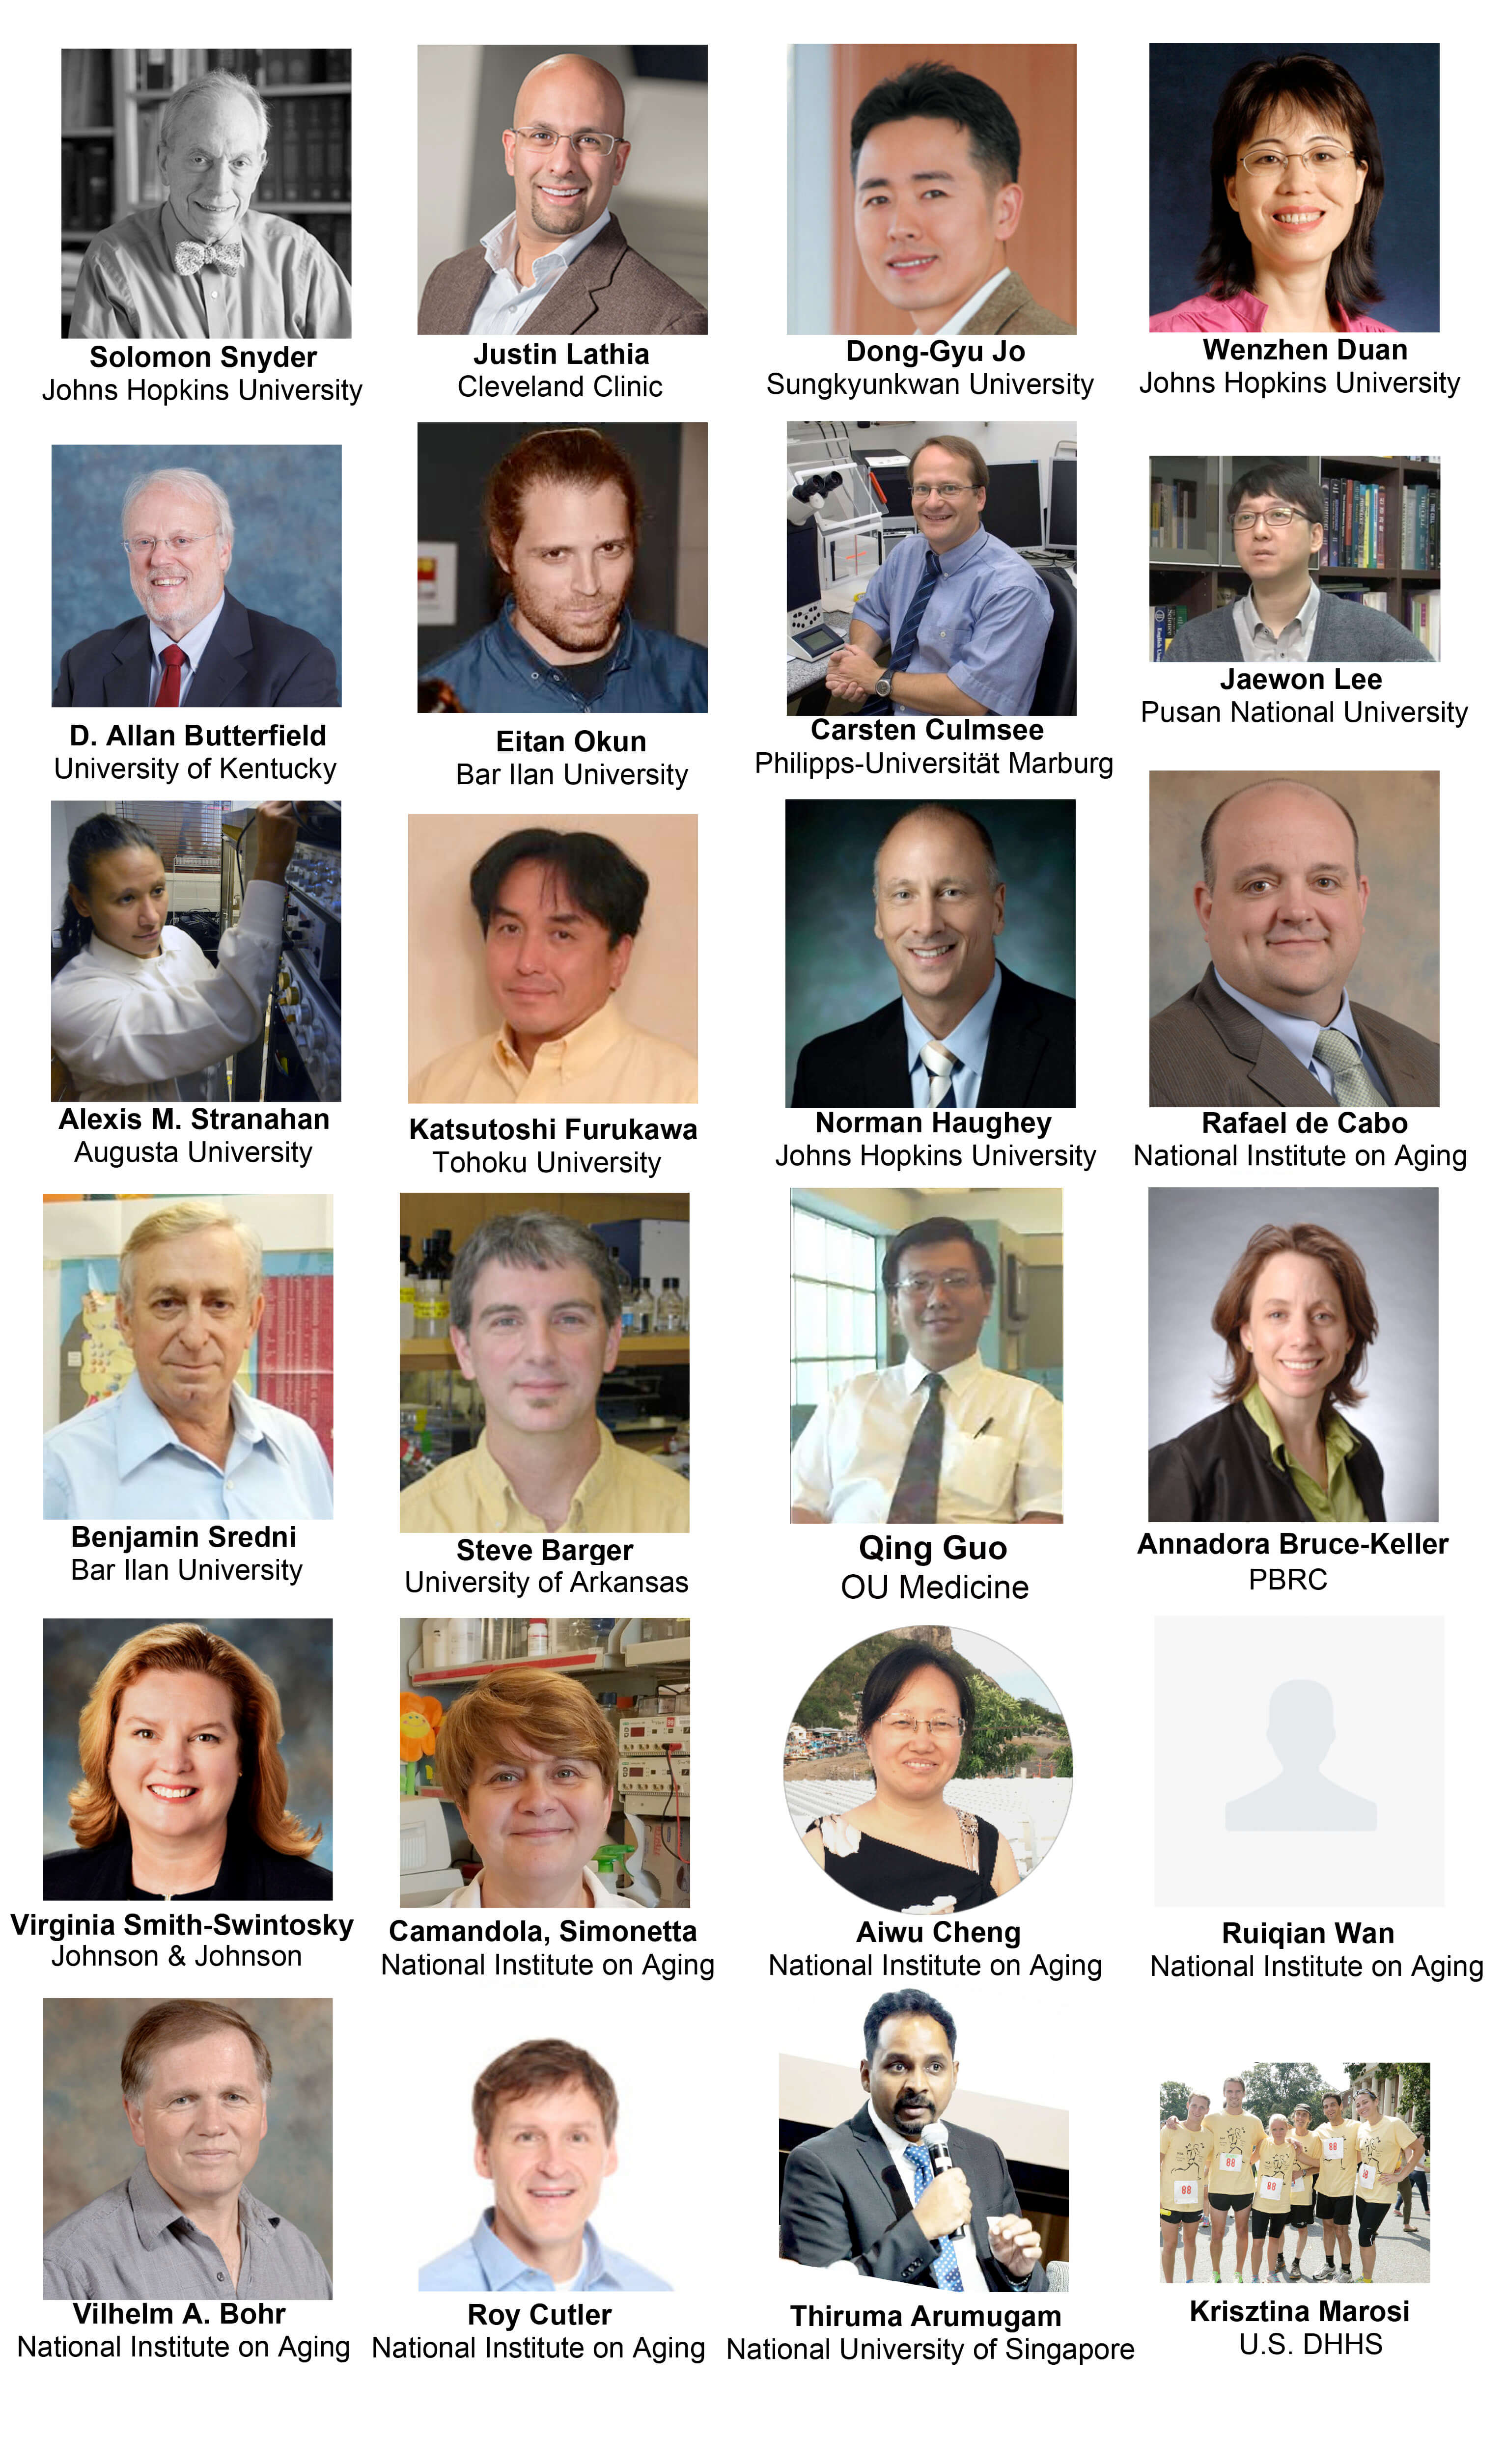 Solomon Snyder
Johns Hopkins University
Justin Lathia
Cleveland Clinic
Dong-Gyu Jo
Sungkyunkwan University
Wenzhen Duan
Johns Hopkins University
D. Allan Butterfield
University of Kentucky
Eitan Okun
Bar Ilan University
Carsten Culmsee
Philipps-Universität Marburg
Jaewon Lee
Pusan National University
Alexis M. Stranahan
Augusta University
Katsutoshi Furukawa
Tohoku University
Norman Haughey
Johns Hopkins University
Rafael de Cabo
National Institute on Aging
Benjamin Sredni
Bar Ilan University
Steve Barger
University of Arkansas
Qing Guo
OU Medicine
Annadora Bruce-Keller
PBRC
Virginia Smith-Swintosky
Johnson & Johnson
Camandola, Simonetta
National Institute on Aging
Aiwu Cheng
National Institute on Aging
Ruiqian Wan
National Institute on Aging
Vilhelm A. Bohr
National Institute on Aging
Roy Cutler
National Institute on Aging
Thiruma Arumugam
National University of Singapore
88
88
88
88
Krisztina Marosi
U.S. DHHS